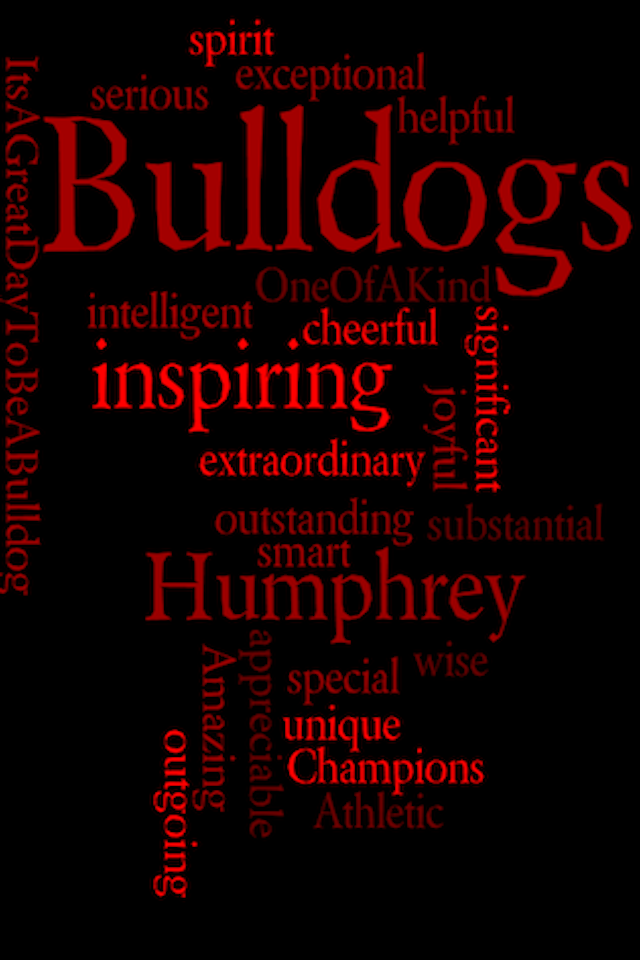 spirit
exceptional
serious
helpful
Bulldogs
ItsAGreatDayToBeABulldog
OneOfAKind
intelligent
cheerful
significant
inspiring
joyful
extraordinary
outstanding
substantial
smart
Humphrey
appreciable
Amazing
wise
special
unique
outgoing
Champions
Athletic